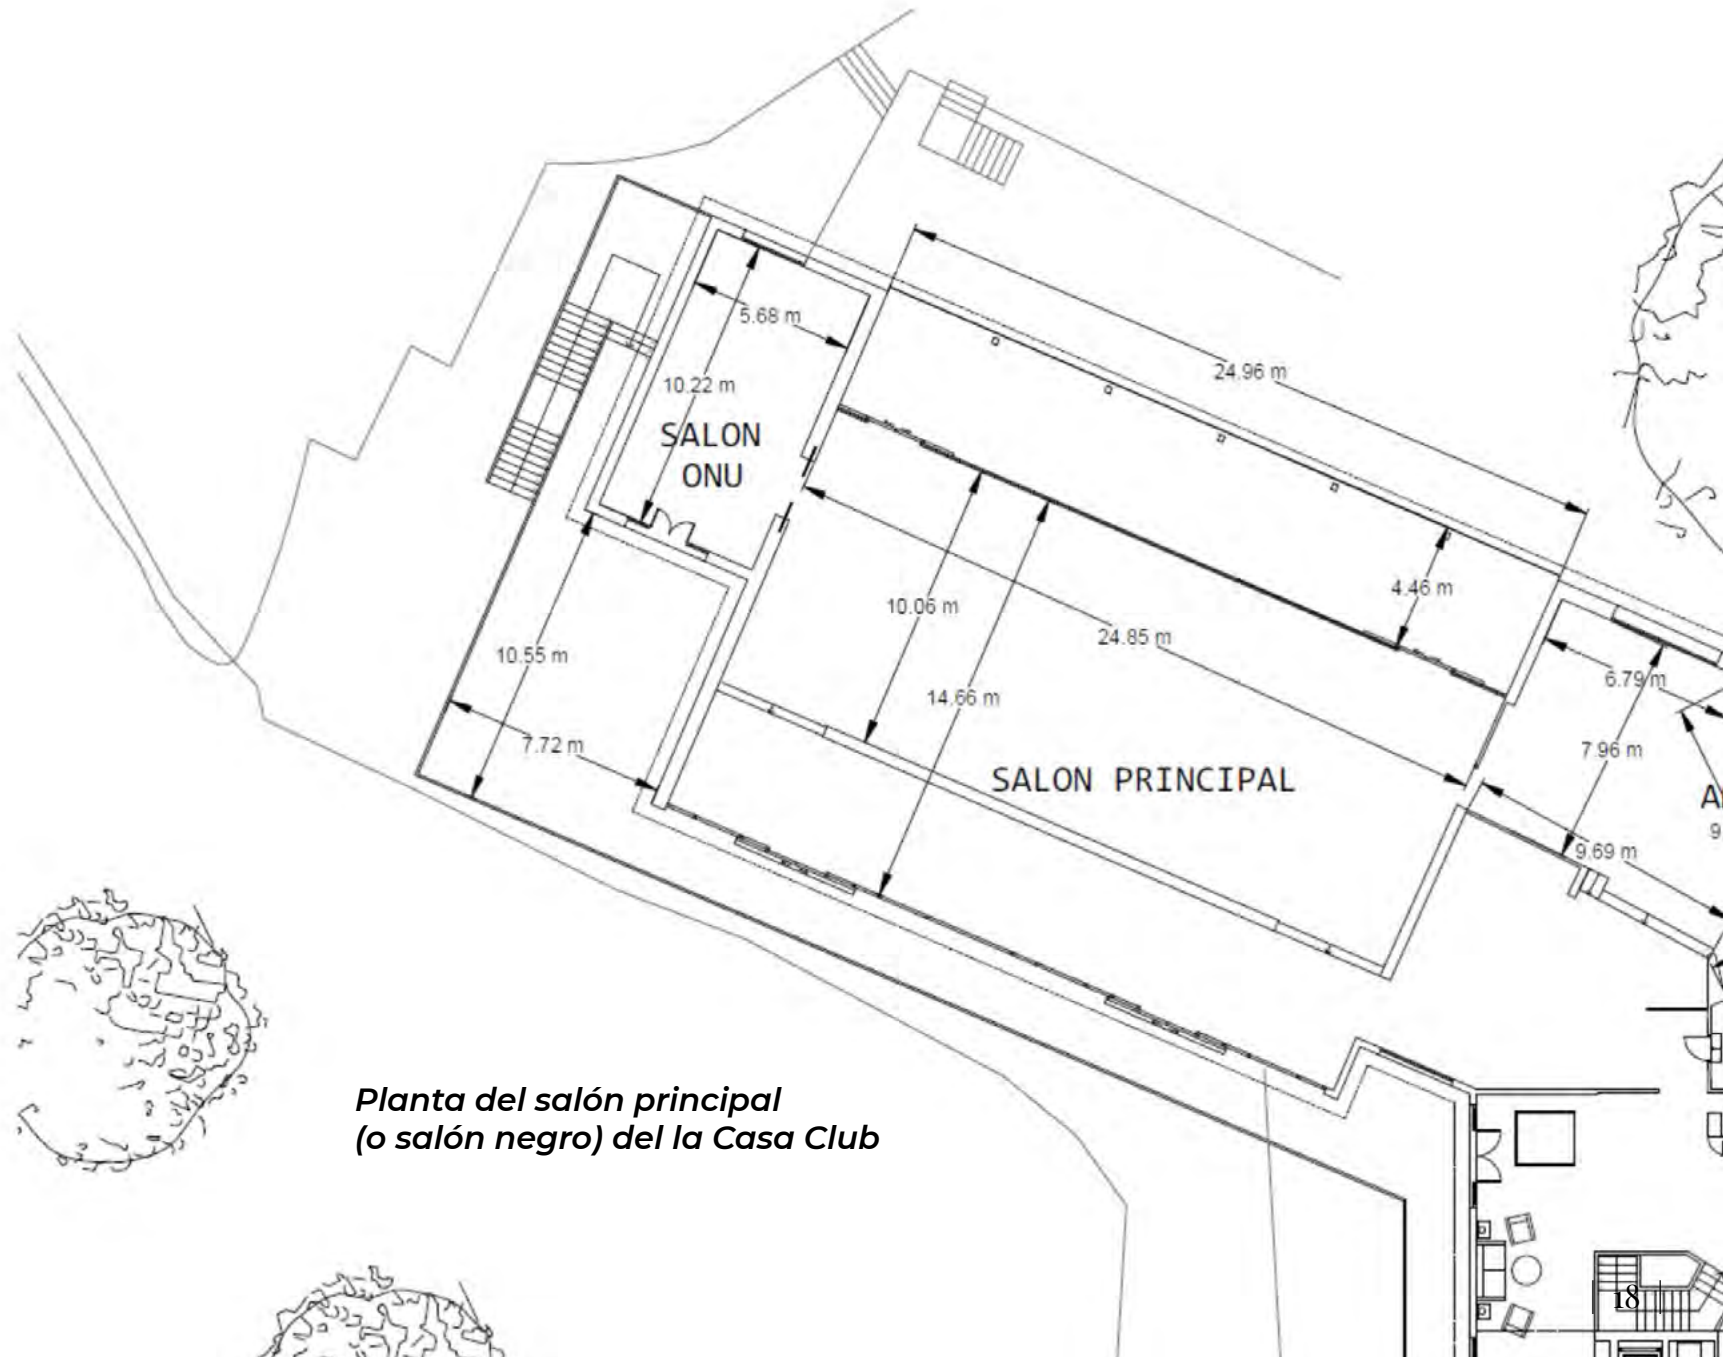 5.68 m
24.96 m
10.22 m
SALON
ONU
4.46 m
10.06 m
24.85 m
10.55 m
6.79 m
14.66 m
7.72 m
7.96 m
SALON PRINCIPAL
9.69 m
Planta del salón principal
(o salón negro) del la Casa Club
18